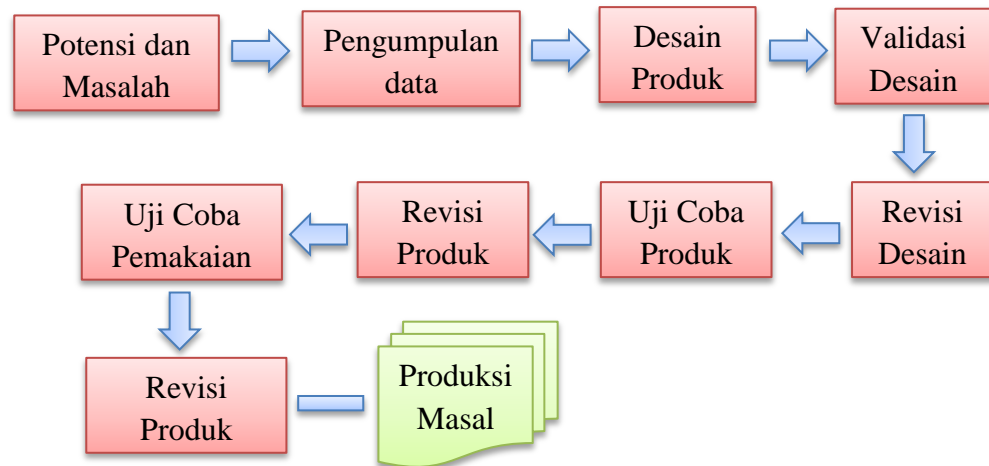 Potensi dan
Masalah
Pengumpulan
data
Desain
Produk
Validasi
Desain
Revisi
Desain
Uji Coba
Produk
Revisi
Produk
Uji Coba
Pemakaian
Revisi
Produk
Produksi
Masal